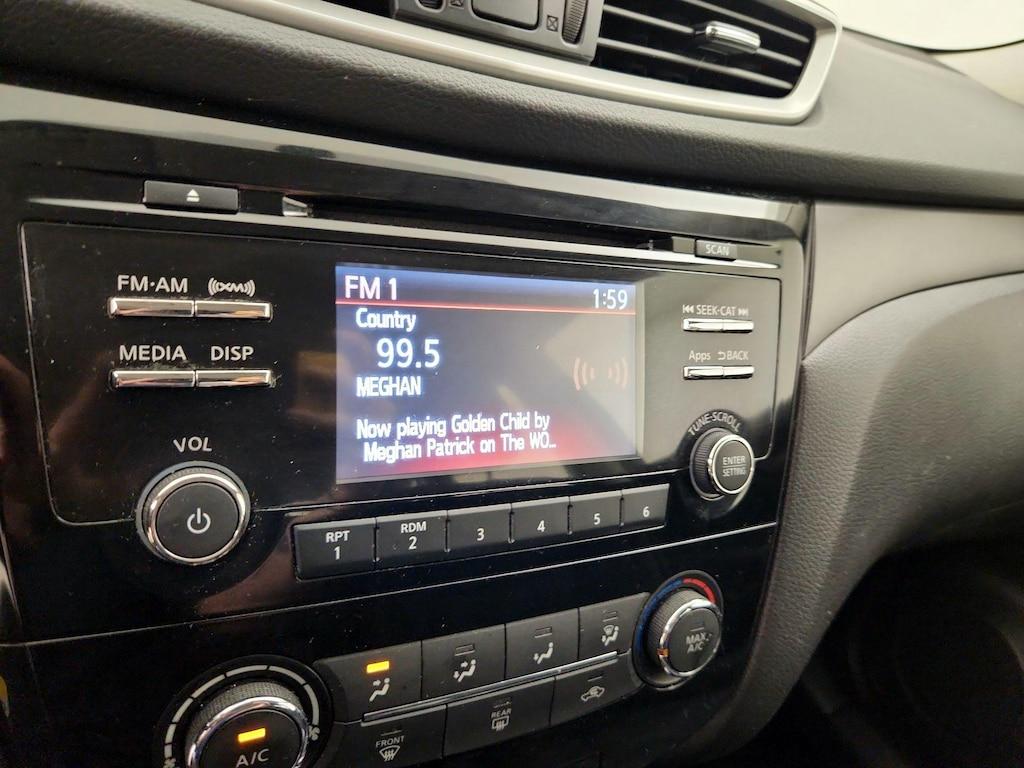 SCAN
FM·AM
((XM))
FM 1
1:59
Country
99.5
MEGHAN
Now playing Golden Child by
Meghan Patrick on The WO...
SEEK·CAT
Apps
BACK
MEDIA
DISP
VOL
TUNE·SCROLL
ENTER
SETTING
RPT
1
RDM
2
3
4
5
6
MAX
A/C
A/C
FRONT
REAR